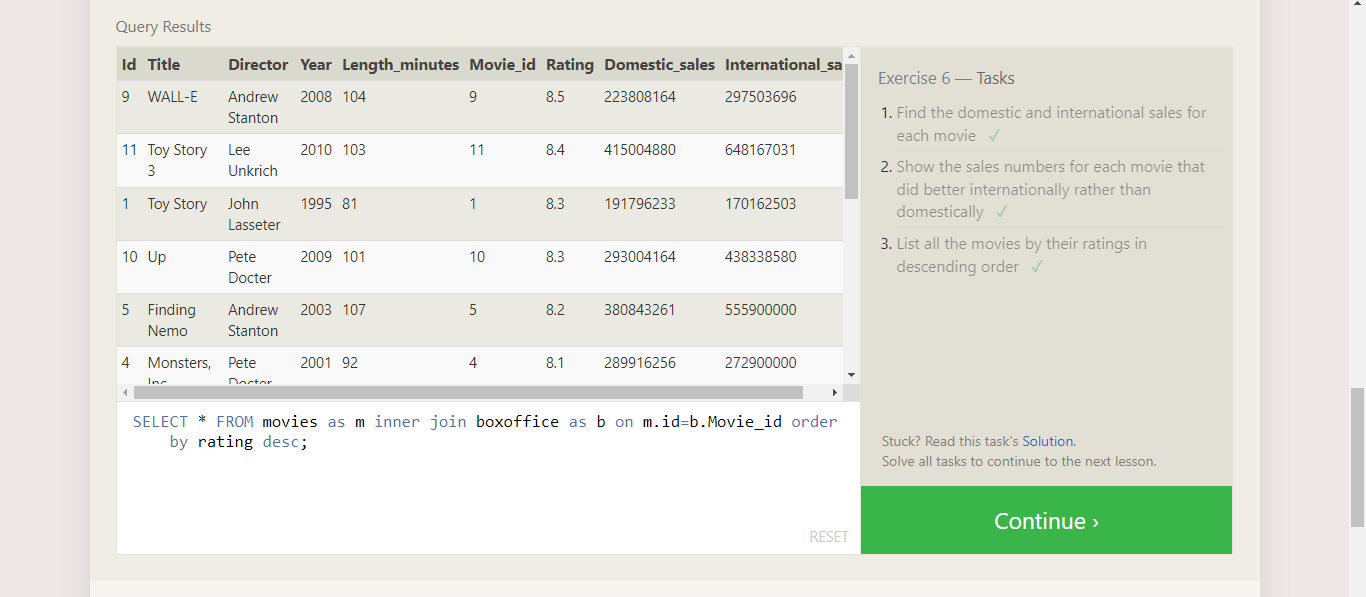 Query Results
Id Title Director Year Length_minutes Movie_id Rating Domestic_sales International_sa
9 WALL-E Andrew Stanton 2008 104 9 8.5 223808164 297503696
11 Toy Story 3 Lee Unkrich 2010 103 11 8.4 415004880 648167031
1 Toy Story John Lasseter 1995 81 1 8.3 191796233 170162503
10 Up Pete Docter 2009 101 10 8.3 293004164 438338580
5 Finding Nemo Andrew Stanton 2003 107 5 8.2 380843261 555900000
4 Monsters, Inc. Pete Docter 2001 92 4 8.1 289916256 272900000
SELECT * FROM movies as m inner join boxoffice as b on m.id=b.Movie_id order
by rating desc;
RESET
Exercise 6 — Tasks
1. Find the domestic and international sales for
each movie ✓
2. Show the sales numbers for each movie that
did better internationally rather than
domestically ✓
3. List all the movies by their ratings in
descending order ✓
Stuck? Read this task's Solution.
Solve all tasks to continue to the next lesson.
Continue ›